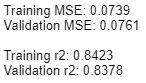 Training MSE: 0.0739
Validation MSE: 0.0761
Training r2: 0.8423
Validation r2: 0.8378